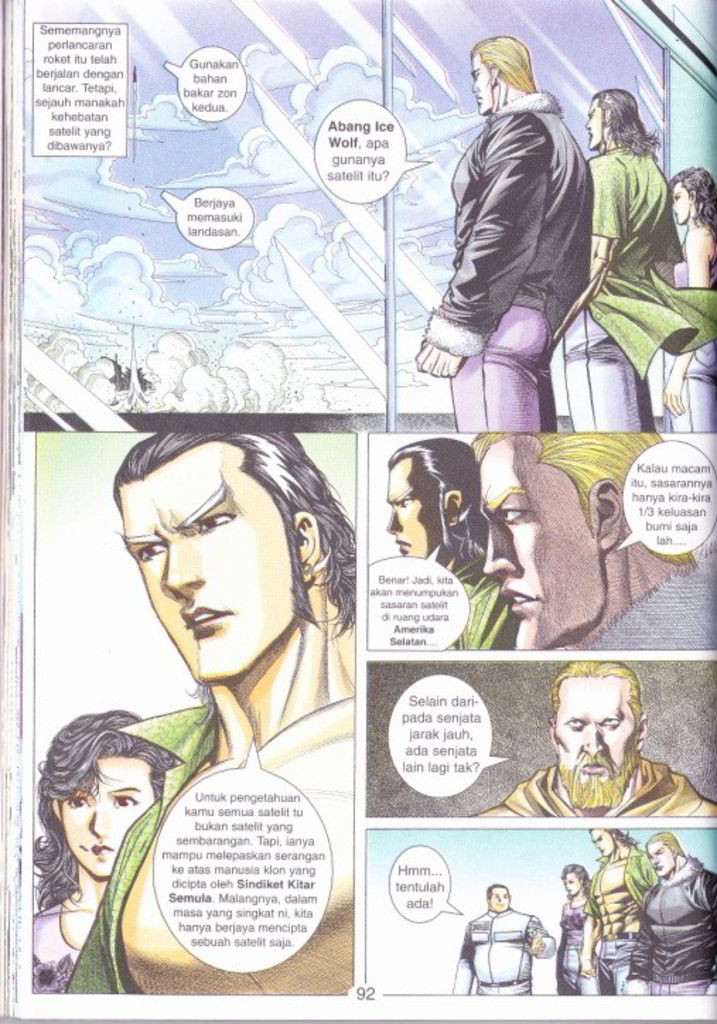 Sememangnya
perlancaran
roket itu telah
berjalan dengan
lancar. Tetapi,
sejauh manakah
kehebatan
satelit yang
dibawanya?
Gunakan
bahan
bakar zon
kedua.
Abang Ice
Wolf, apa
gunanya
satelit itu?
Berjaya
memasuki
landasan.
Untuk pengetahuan
kamu semua satelit tu
bukan satelit yang
sembarangan. Tapi, ianya
mampu melepaskan serangan
ke atas manusia klon yang
dicipta oleh Sindiket Kitar
Semula. Malangnya, dalam
masa yang singkat ni, kita
hanya berjaya mencipta
sebuah satelit saja.
Kalau macam
itu, sasarannya
hanya kira-kira
1/3 keluasan
bumi saja
lah....
Benar! Jadi, kita
akan menumpukan
sasaran satelit
di ruang udara
Amerika
Selatan....
Selain dari-
pada senjata
jarak jauh,
ada senjata
lain lagi tak?
Hmm...
tentulah
ada!
92